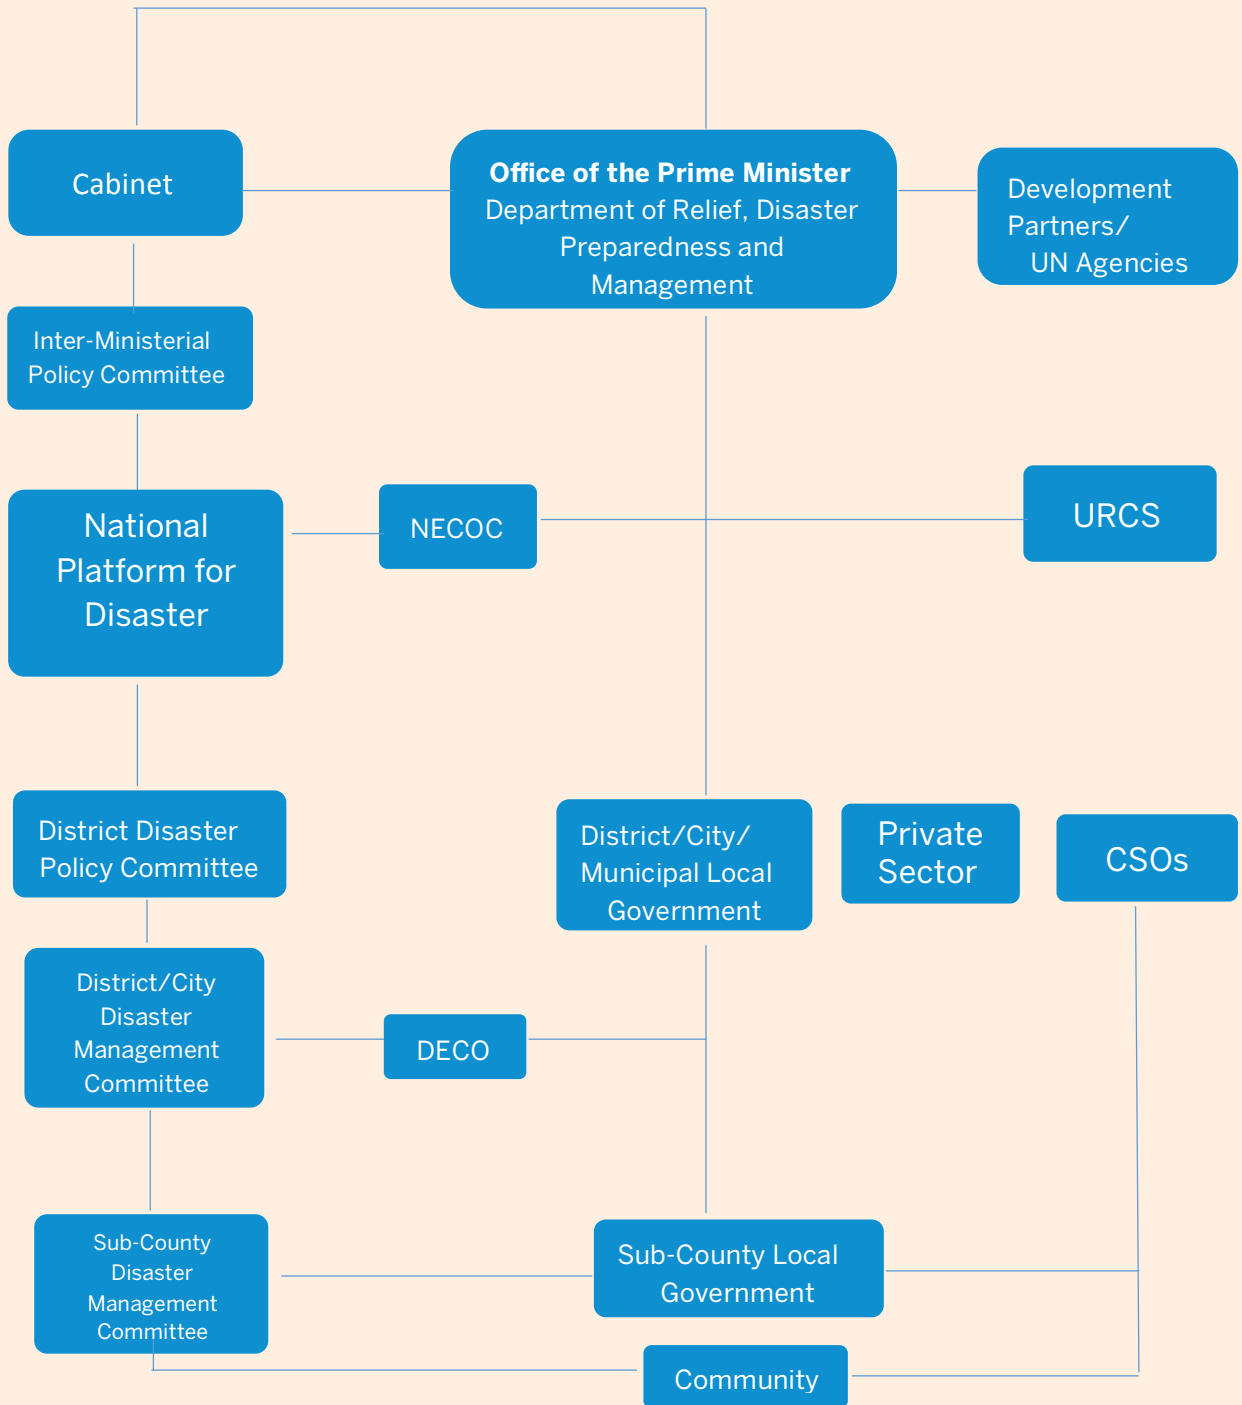 Cabinet
Office of the Prime Minister
Department of Relief, Disaster
Preparedness and
Management
Development
Partners/
UN Agencies
Inter-Ministerial
Policy Committee
National
Platform for
Disaster
NECOC
URCS
District Disaster
Policy Committee
District/City/
Municipal Local
Government
Private
Sector
CSOs
District/City
Disaster
Management
Committee
DECO
Sub-County
Disaster
Management
Committee
Sub-County Local
Government
Community